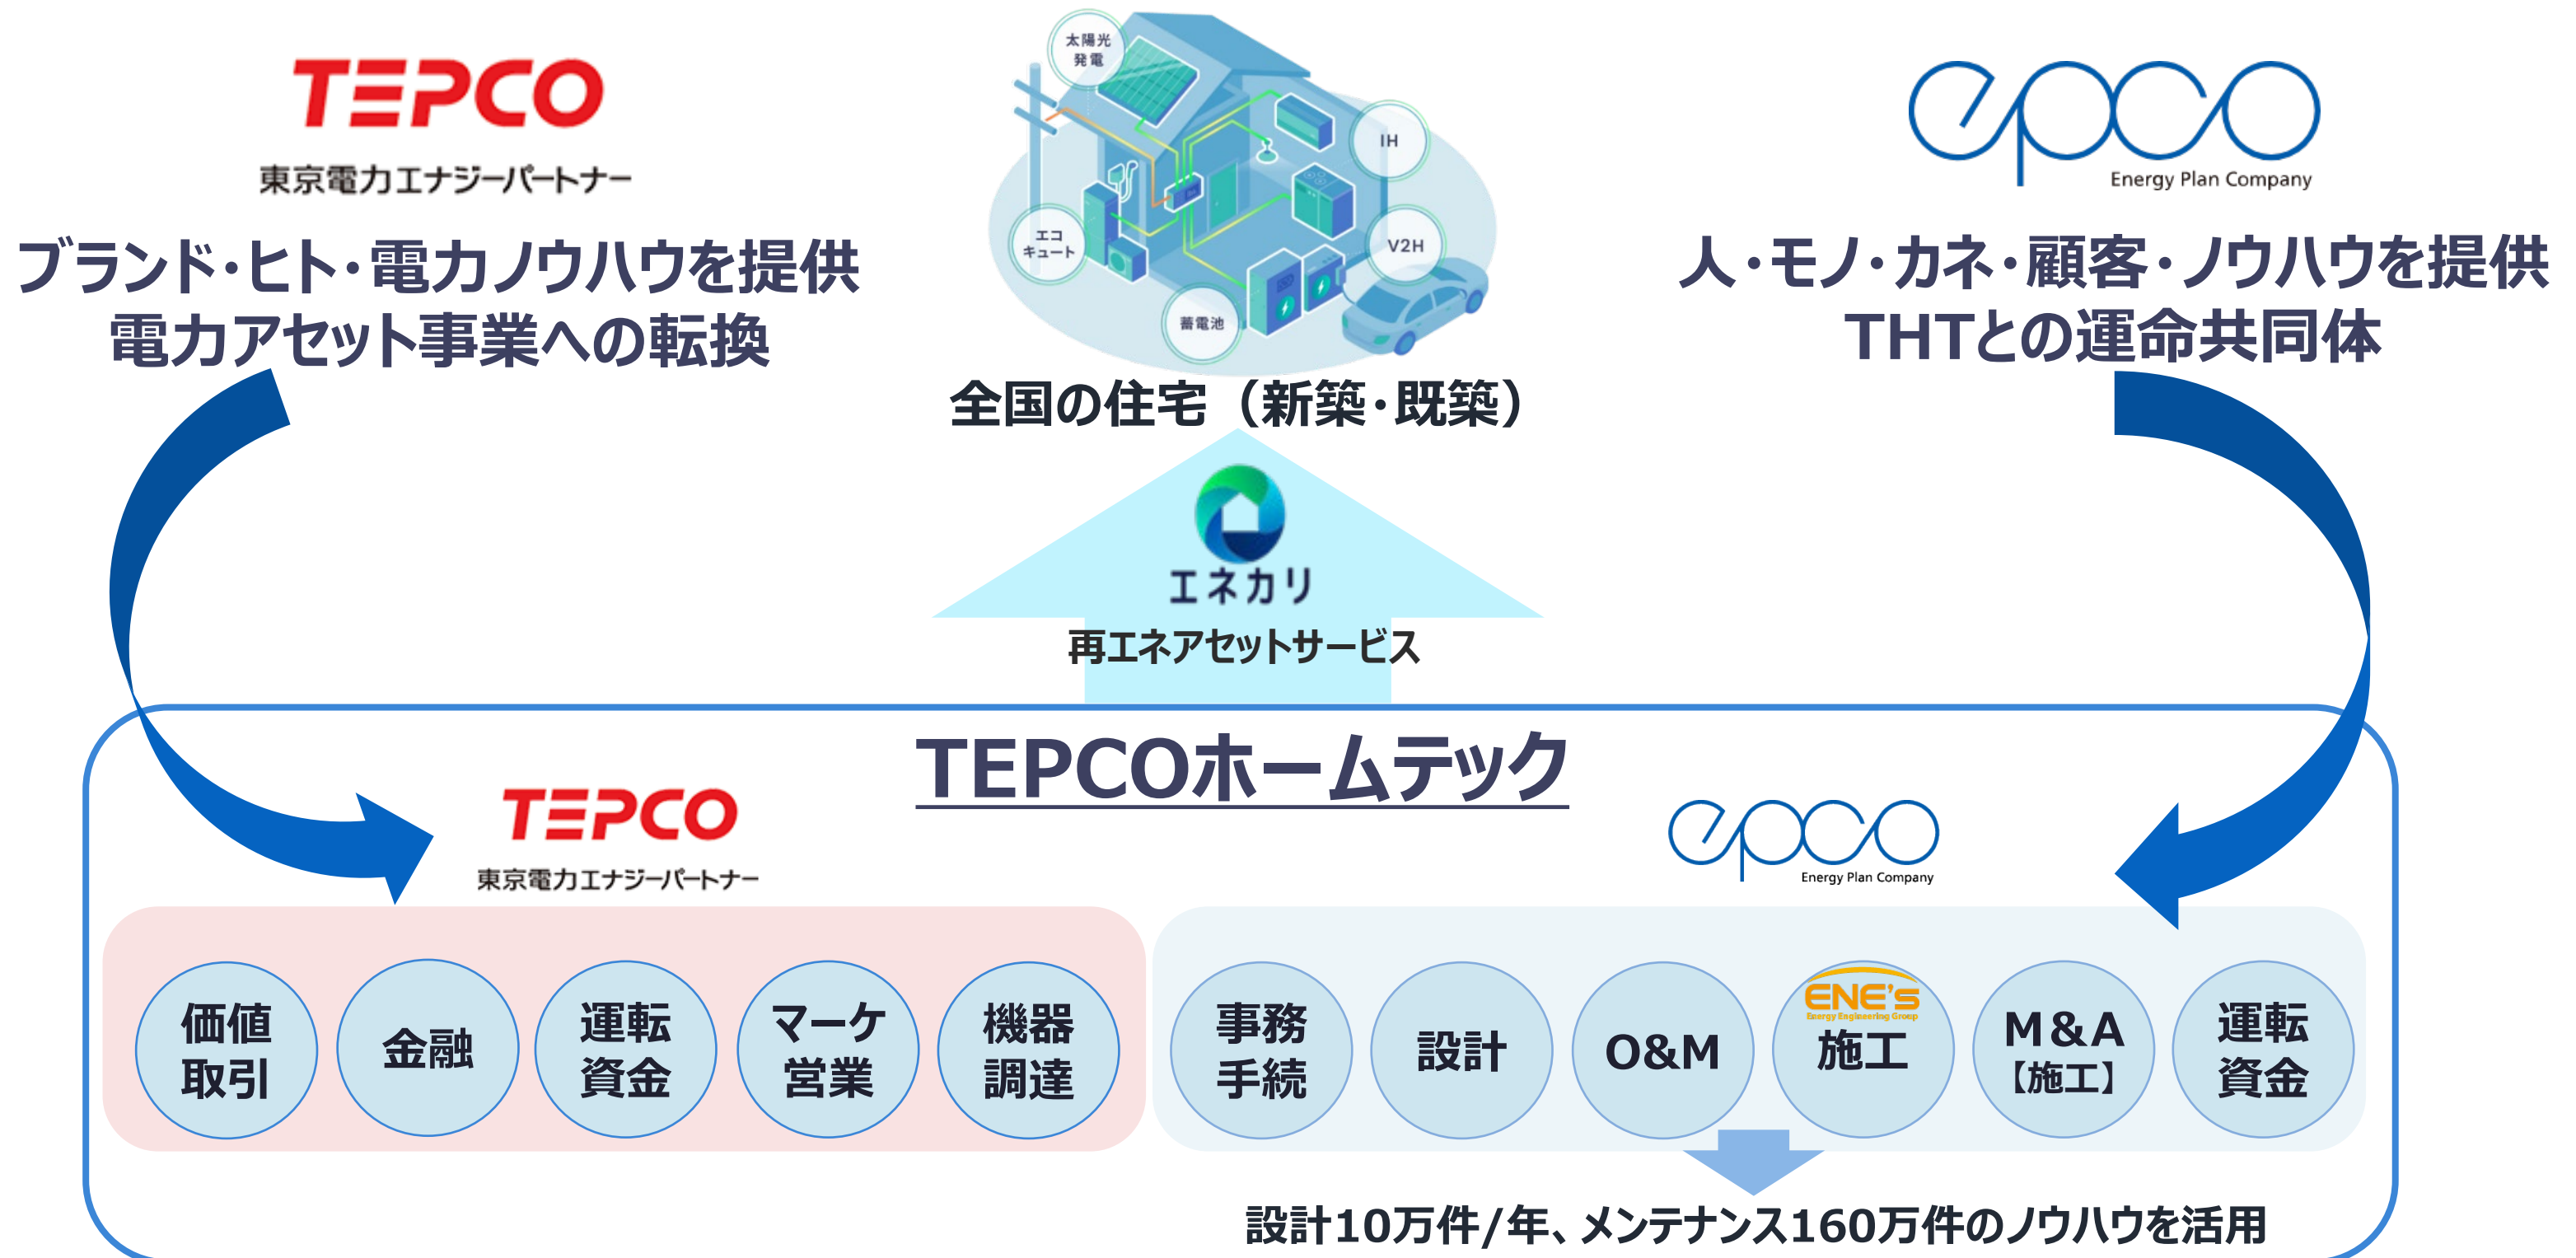 TEPCO
東京電力エナジーパートナー
ブランド・ヒト・電力ノウハウを提供
電力アセット事業への転換
太陽光
発電
IH
エコ
キュート
V2H
蓄電池
全国の住宅（新築・既築）
epco
Energy Plan Company
人・モノ・カネ・顧客・ノウハウを提供
THTとの運命共同体
エネカリ
再エネアセットサービス
TEPCOホームテック
TEPCO
東京電力エナジーパートナー
epco
Energy Plan Company
価値
取引
金融
運転
資金
マーケ
営業
機器
調達
事務
手続
設計
O&M
ENE's
Energy Engineering Group
施工
M&A
【施工】
運転
資金
設計10万件/年、メンテナンス160万件のノウハウを活用